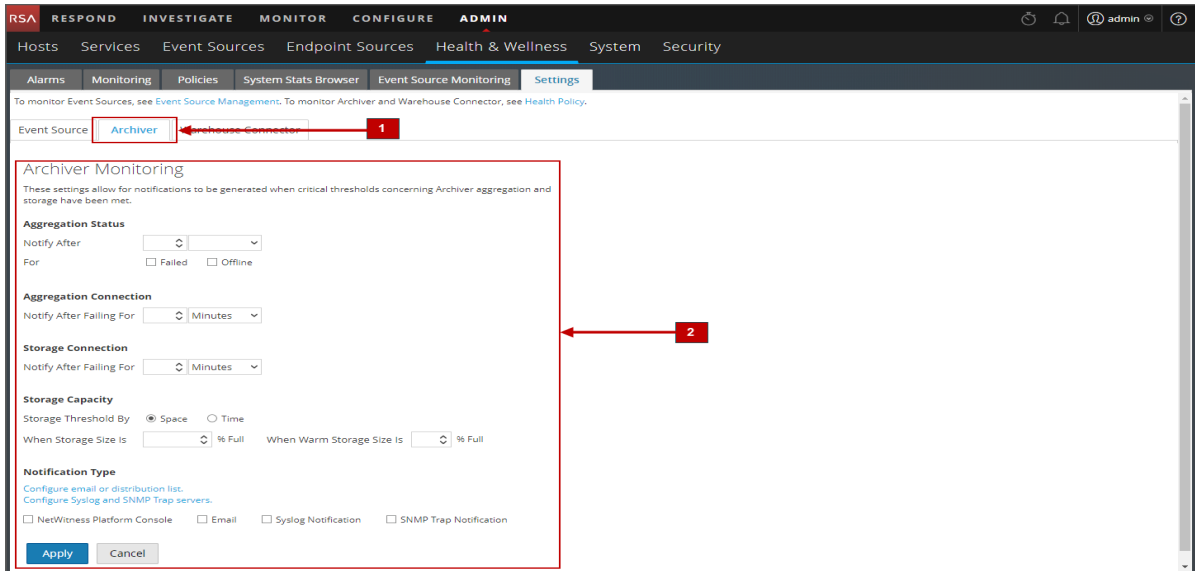 RSA RESPOND INVESTIGATE MONITOR CONFIGURE ADMIN admin ?
Hosts Services Event Sources Endpoint Sources Health & Wellness System Security
Alarms Monitoring Policies System Stats Browser Event Source Monitoring Settings
To monitor Event Sources, see Event Source Management. To monitor Archiver and Warehouse Connector, see Health Policy.
Event Source Archiver Warehouse Connector 1
Archiver Monitoring
These settings allow for notifications to be generated when critical thresholds concerning Archiver aggregation and
storage have been met.
Aggregation Status
Notify After
For Failed Offline
Aggregation Connection
Notify After Failing For Minutes
2
Storage Connection
Notify After Failing For Minutes
Storage Capacity
Storage Threshold By Space Time
When Storage Size Is % Full When Warm Storage Size Is % Full
Notification Type
Configure email or distribution list.
Configure Syslog and SNMP Trap servers.
NetWitness Platform Console Email Syslog Notification SNMP Trap Notification
Apply Cancel